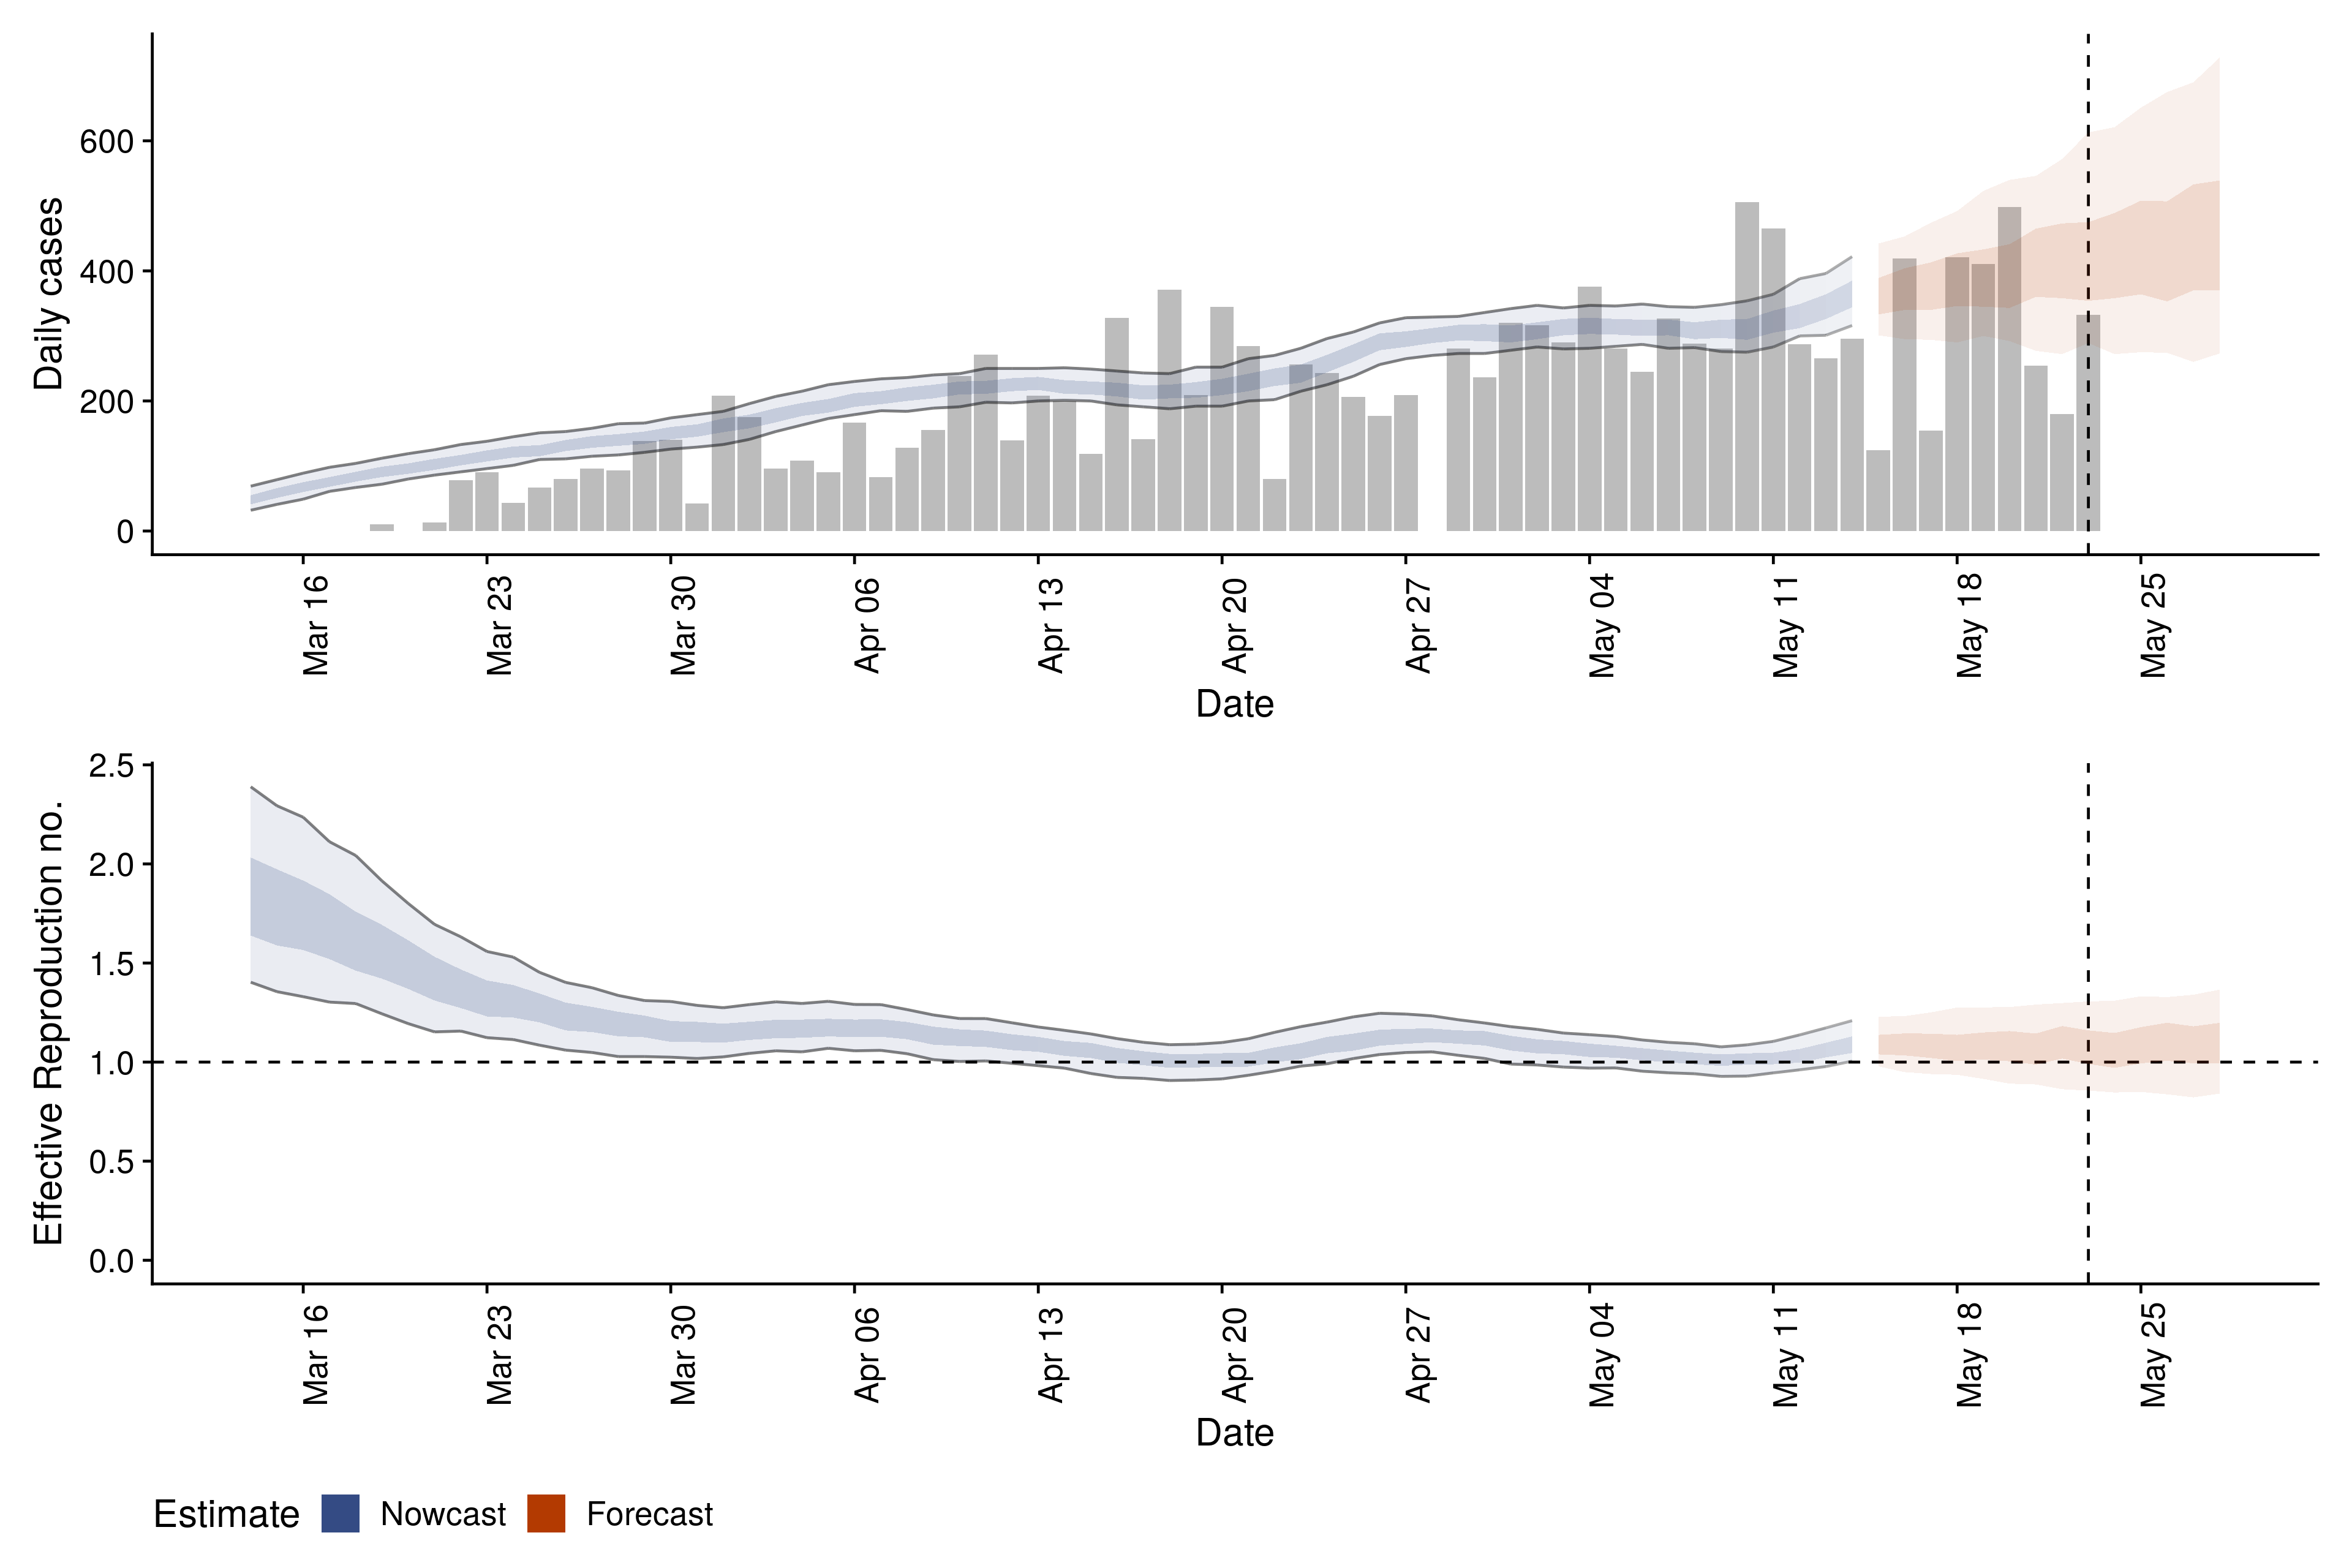 Daily cases
600
400
200
0
Mar 16
Mar 23
Mar 30
Apr 06
Apr 13
Apr 20
Apr 27
May 04
May 11
May 18
May 25
Date
Effective Reproduction no.
2.5
2.0
1.5
1.0
0.5
0.0
Mar 16
Mar 23
Mar 30
Apr 06
Apr 13
Apr 20
Apr 27
May 04
May 11
May 18
May 25
Date
Estimate Nowcast Forecast